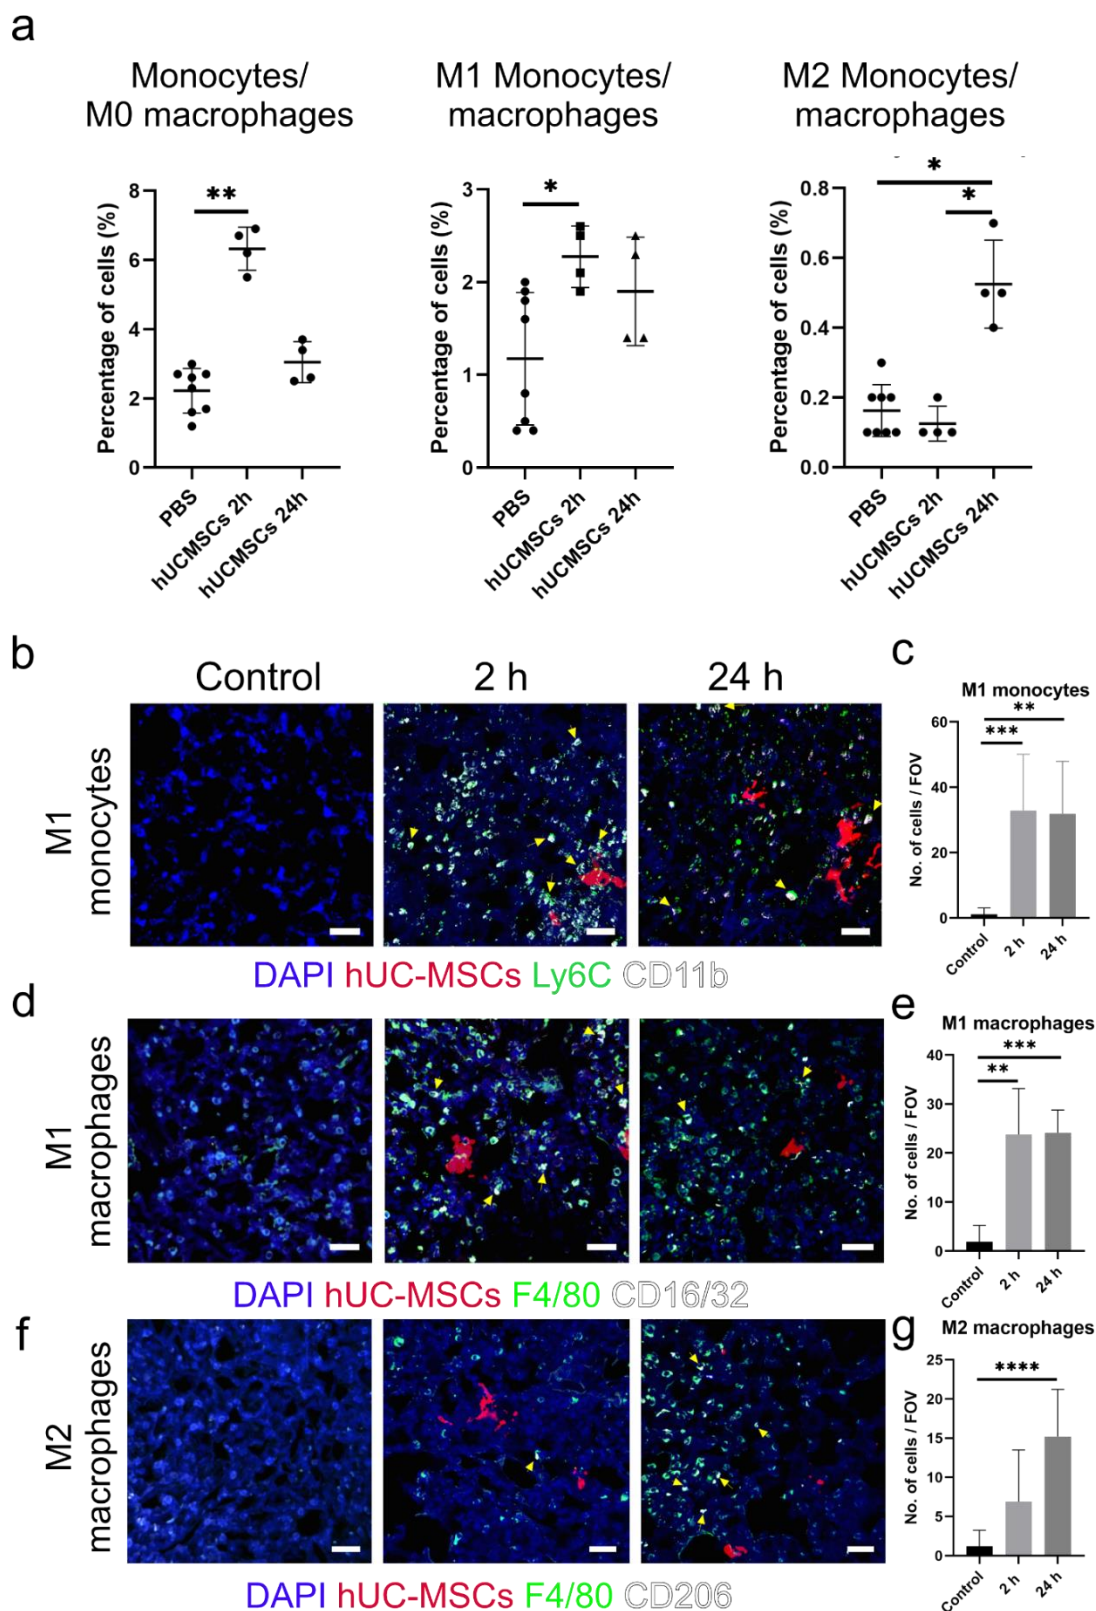 a
Monocytes/
M0 macrophages
M1 Monocytes/
macrophages
M2 Monocytes/
macrophages
Percentage of cells (%)
8
6
4
2
0
**
PBS
hUCMSCs 2h
hUCMSCs 24h
Percentage of cells (%)
3
2
1
0
*
PBS
hUCMSCs 2h
hUCMSCs 24h
Percentage of cells (%)
0.8
0.6
0.4
0.2
0.0
*
*
PBS
hUCMSCs 2h
hUCMSCs 24h
b
Control
2 h
24 h
M1
monocytes
DAPI hUC-MSCs Ly6C CD11b
c
M1 monocytes
**
***
No. of cells / FOV
60
40
20
0
Control
2 h
24 h
d
M1
macrophages
DAPI hUC-MSCs F4/80 CD16/32
e
M1 macrophages
***
**
No. of cells / FOV
40
30
20
10
0
Control
2 h
24 h
f
M2
macrophages
DAPI hUC-MSCs F4/80 CD206
g
M2 macrophages
****
No. of cells / FOV
25
20
15
10
5
0
Control
2 h
24 h